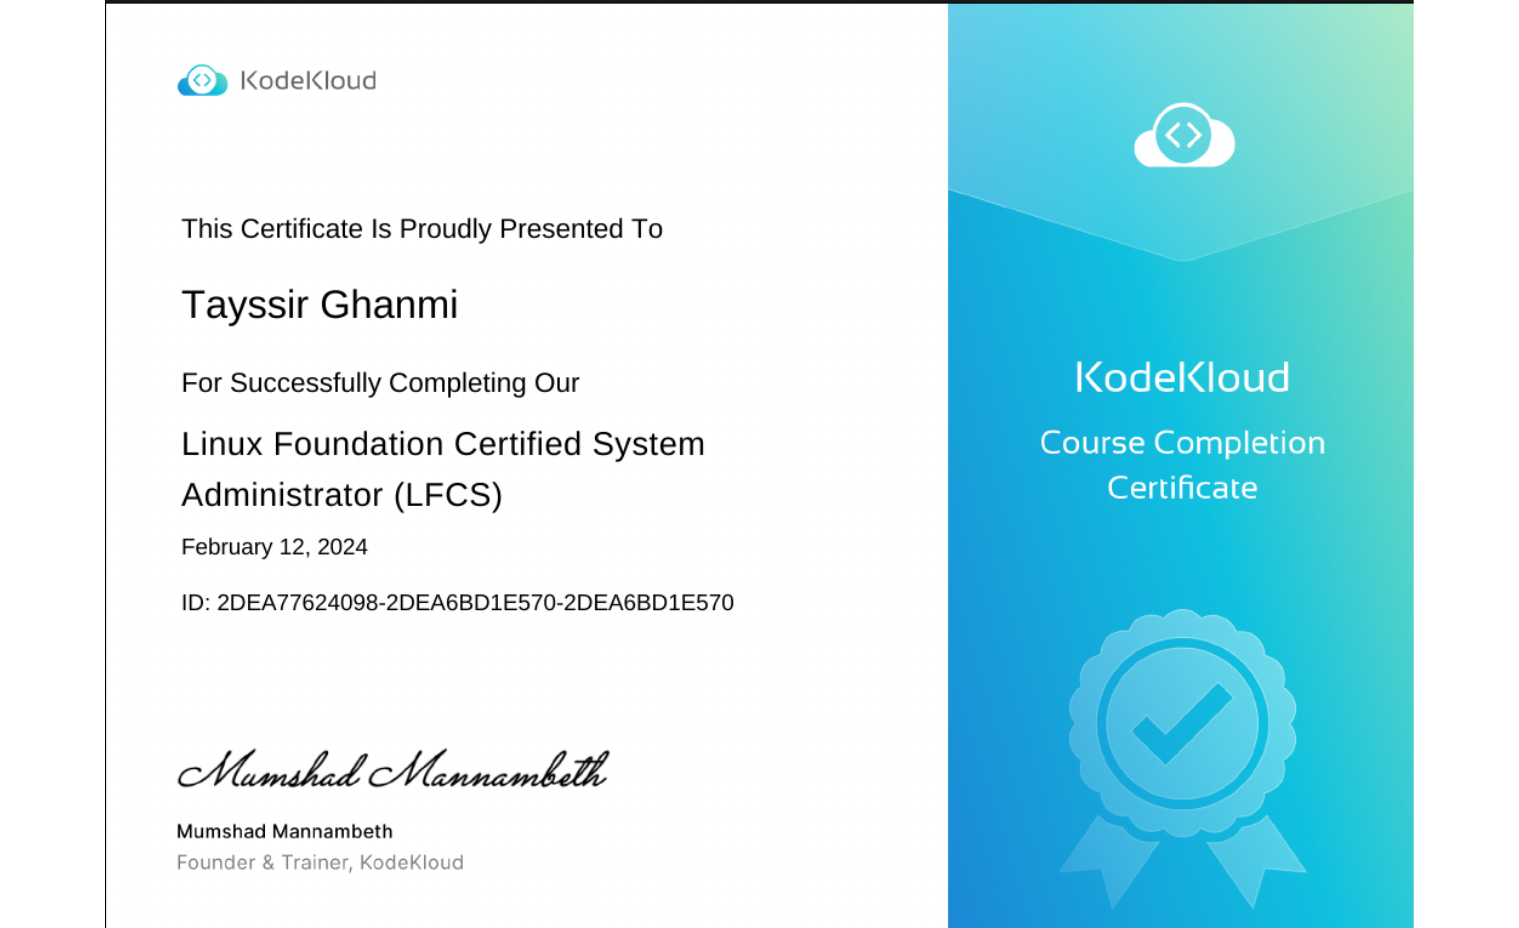 KodeKloud
This Certificate Is Proudly Presented To
Tayssir Ghanmi
For Successfully Completing Our
Linux Foundation Certified System
Administrator (LFCS)
February 12, 2024
ID: 2DEA77624098-2DEA6BD1E570-2DEA6BD1E570
Mumshad Mannambeth
Mumshad Mannambeth
Founder & Trainer, KodeKloud
KodeKloud
Course Completion
Certificate